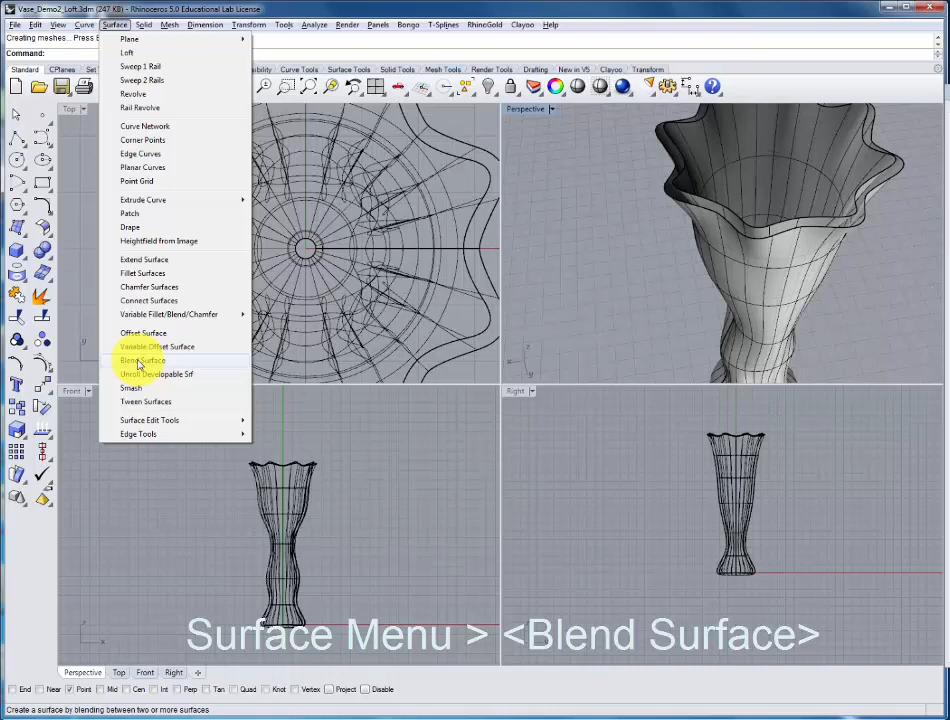 Vase_Demo2_Loft.3dm (247 KB) - Rhinoceros 5.0 Educational Lab License
File Edit View Curve Surface Solid Mesh Dimension Transform Tools Analyze Render Panels Bongo T-Splines RhinoGold Clayoo Help
Creating meshes... Press E
Command:
Standard CPlanes Set Curve Tools Surface Tools Solid Tools Mesh Tools Render Tools Drafting New in V5 Clayoo Transform
Plane
Loft
Sweep 1 Rail
Sweep 2 Rails
Revolve
Rail Revolve
Curve Network
Corner Points
Edge Curves
Planar Curves
Point Grid
Extrude Curve
Patch
Drape
Heightfield from Image
Extend Surface
Fillet Surfaces
Chamfer Surfaces
Connect Surfaces
Variable Fillet/Blend/Chamfer
Offset Surface
Variable Offset Surface
Blend Surface
Unroll Developable Srf
Smash
Tween Surfaces
Surface Edit Tools
Edge Tools
Top
Perspective
Front
Right
Surface Menu > <Blend Surface>
Perspective Top Front Right
End Near Point Mid Cen Int Perp Tan Quad Knot Vertex Project Disable
Create a surface by blending between two or more surfaces